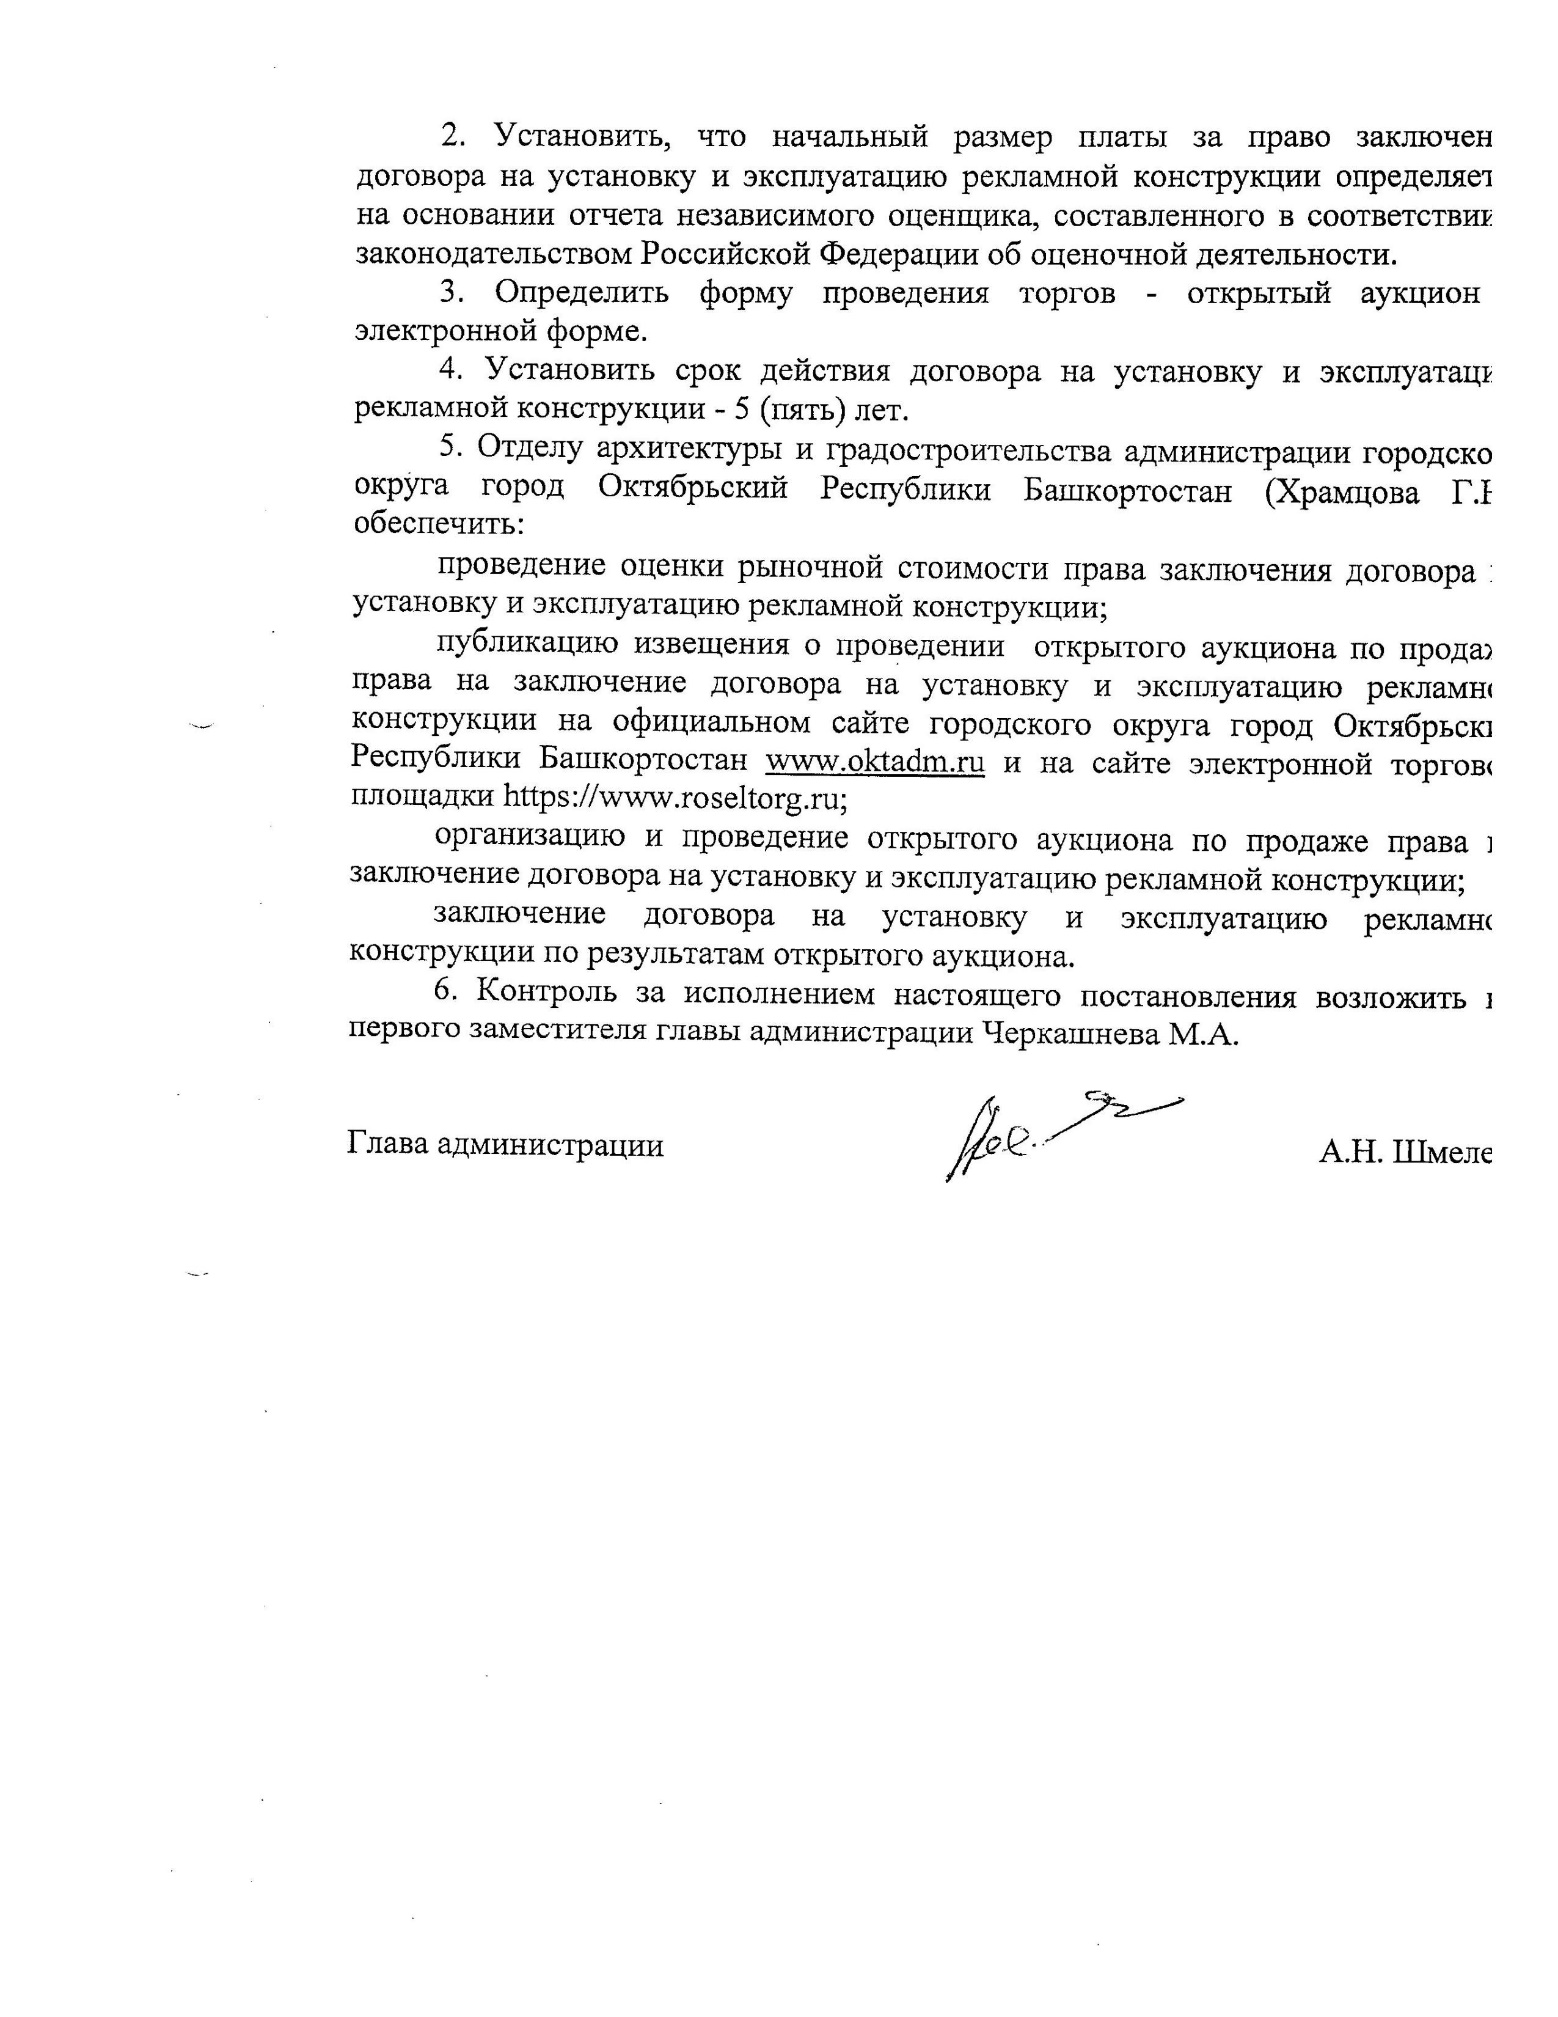 2. Установить, что начальный размер платы за право заключен
договора на установку и эксплуатацию рекламной конструкции определяет
на основании отчета независимого оценщика, составленного в соответствии
законодательством Российской Федерации об оценочной деятельности.
3. Определить форму проведения торгов - открытый аукцион
электронной форме.
4. Установить срок действия договора на установку и эксплуатаци
рекламной конструкции - 5 (пять) лет.
5. Отделу архитектуры и градостроительства администрации городско
округа город Октябрьский Республики Башкортостан (Храмцова Г.
обеспечить:
проведение оценки рыночной стоимости права заключения договора
установку и эксплуатацию рекламной конструкции;
публикацию извещения о проведении открытого аукциона по прода
права на заключение договора на установку и эксплуатацию рекламн
конструкции на официальном сайте городского округа город Октябрьск
Республики Башкортостан www.oktadm.ru и на сайте электронной торгов
площадки https://www.roseltorg.ru;
организацию и проведение открытого аукциона по продаже права
заключение договора на установку и эксплуатацию рекламной конструкции;
заключение договора на установку и эксплуатацию рекламн
конструкции по результатам открытого аукциона.
6. Контроль за исполнением настоящего постановления возложить
первого заместителя главы администрации Черкашнева М.А.
Глава администрации
А.Н. Шмеле